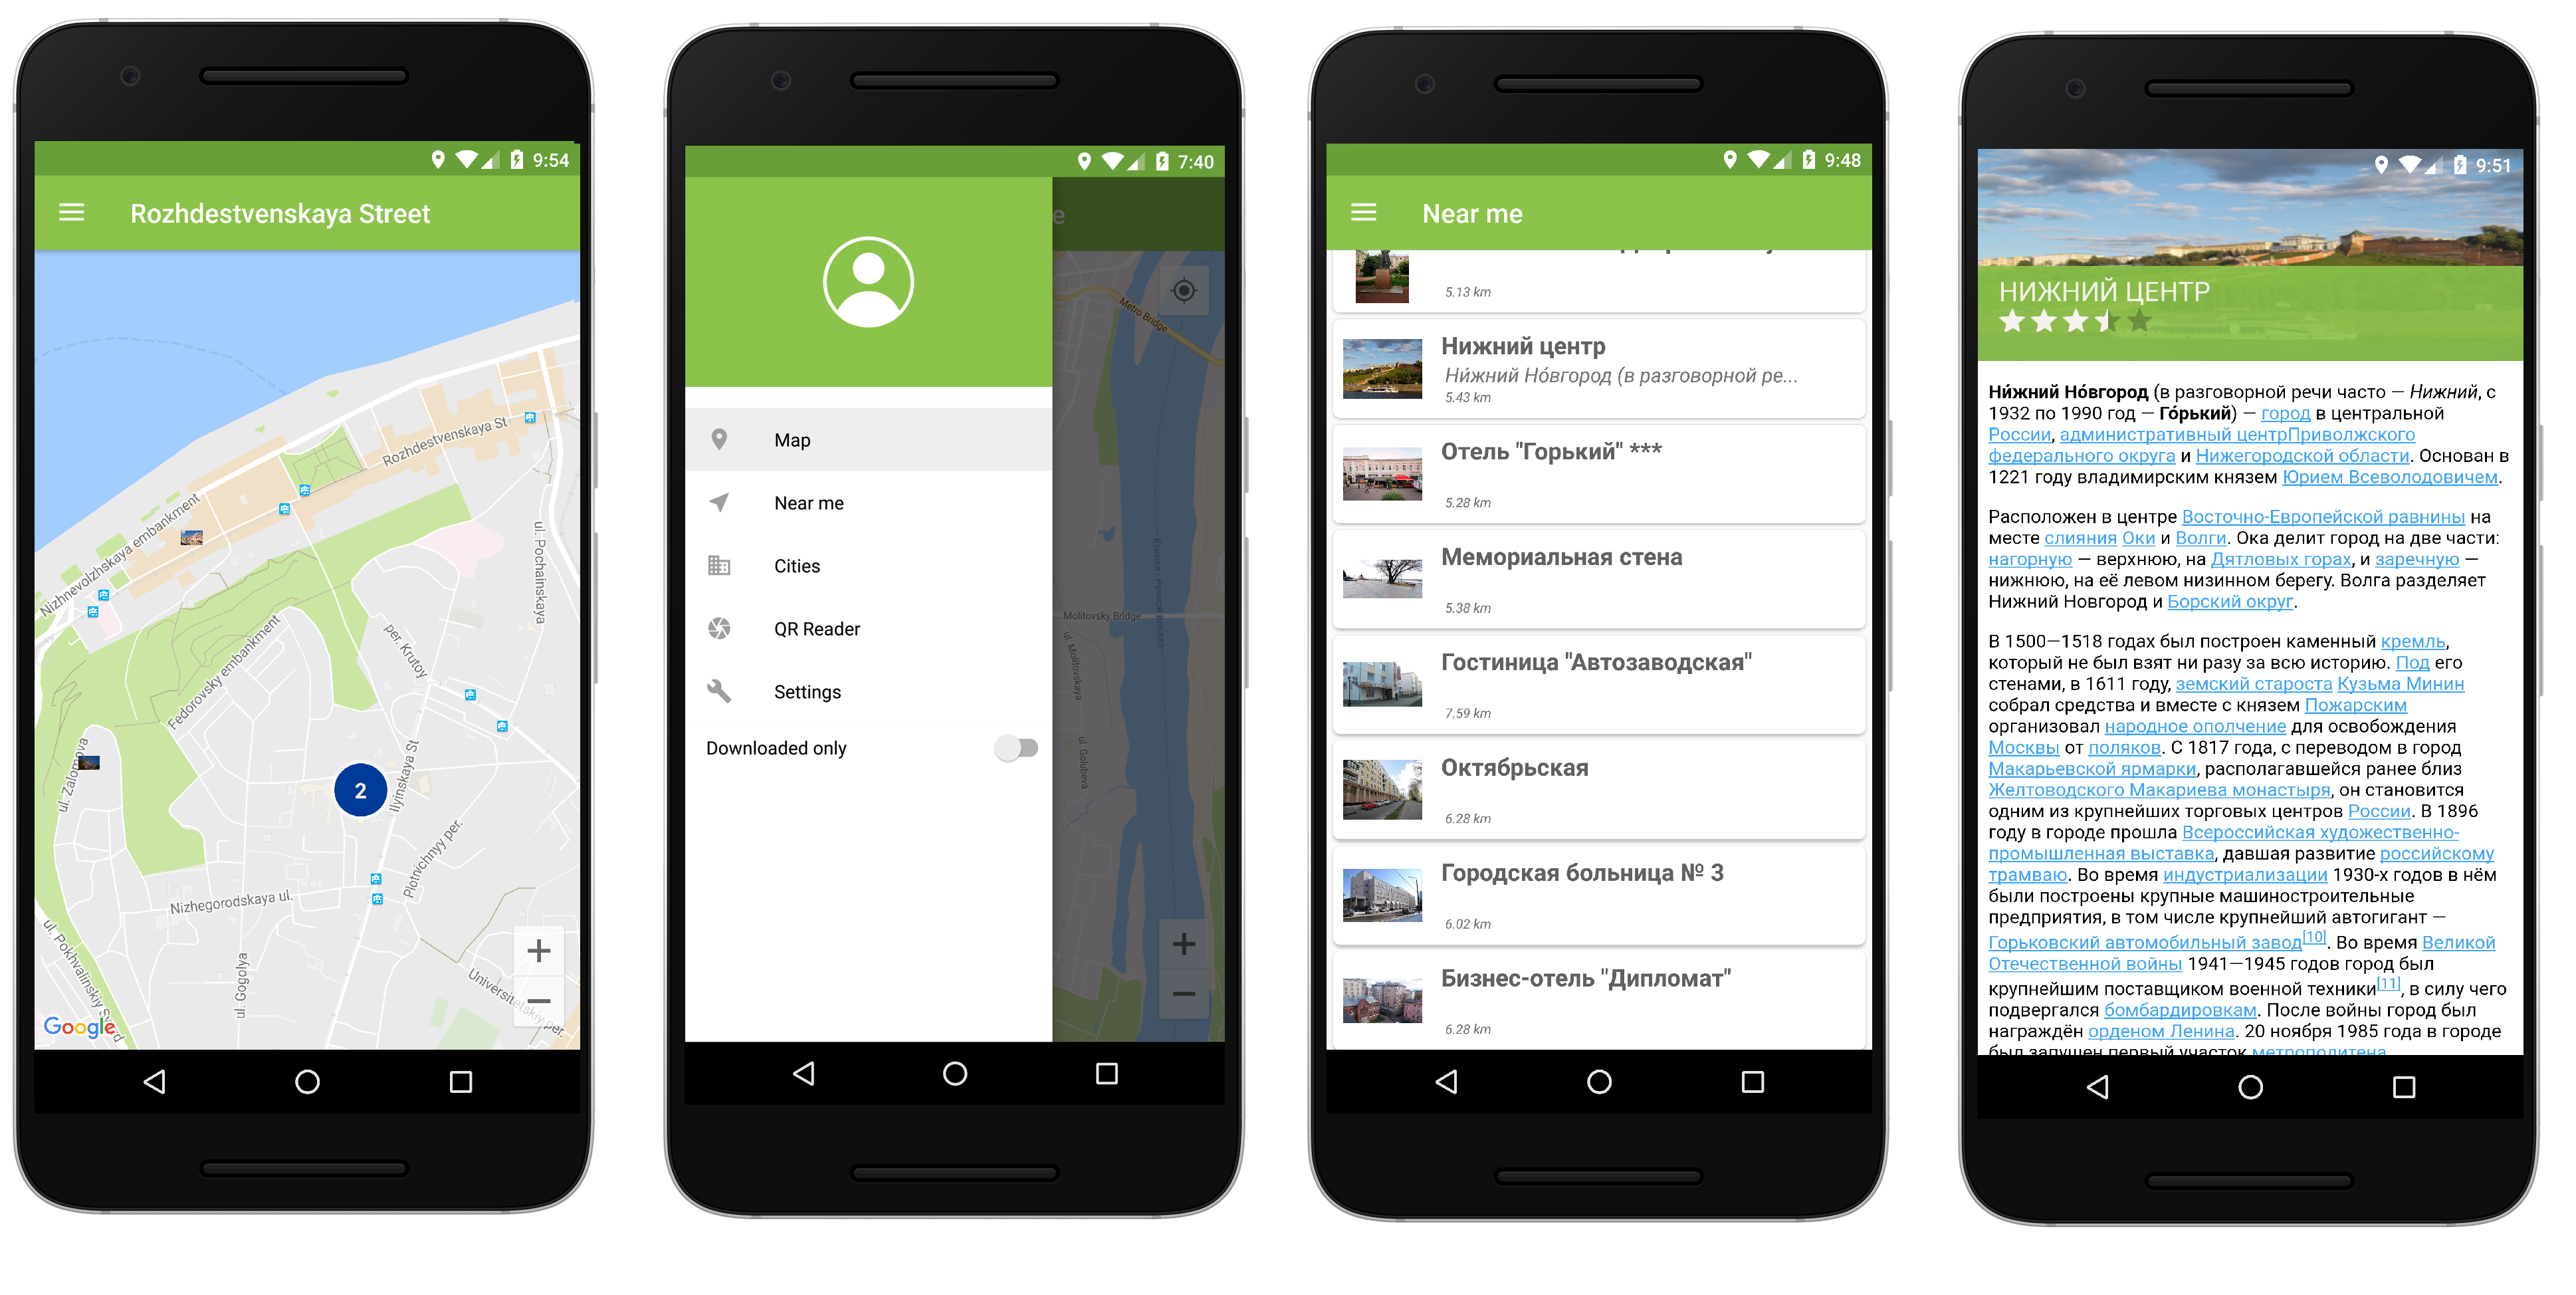 9:54
Rozhdestvenskaya Street
Rozhdestvenskaya St
Nizhnevolzhskaya embankment
ul. Pochainskaya
per. Krutoy
Fedorovsky embankment
ul. Zalomova
2
Ilyinskaya St
Plotnichnyy per.
Nizhegorodskaya ul.
ul. Gogolya
Universitetskiy per.
Google
7:40
e
Metro Bridge
Map
Near me
Cities
Molitovsky Bridge
QR Reader
ul. Molitovskaya
Settings
Downloaded only
ul. Golubeva
9:48
Near me
5.13 km
Нижний центр
Ни́жний Но́вгород (в разговорной ре...
5.43 km
Отель "Горький" ***
5.28 km
Мемориальная стена
5.38 km
Гостиница "Автозаводская"
7.59 km
Октябрьская
6.28 km
Городская больница № 3
6.02 km
Бизнес-отель "Дипломат"
6.28 km
9:51
НИЖНИЙ ЦЕНТР
Ни́жний Но́вгород (в разговорной речи часто — Нижний, с
1932 по 1990 год — Го́рький) — город в центральной
России, административный центрПриволжского
федерального округа и Нижегородской области. Основан в
1221 году владимирским князем Юрием Всеволодовичем.
Расположен в центре Восточно-Европейской равнины на
месте слияния Оки и Волги. Ока делит город на две части:
нагорную — верхнюю, на Дятловых горах, и заречную —
нижнюю, на её левом низинном берегу. Волга разделяет
Нижний Новгород и Борский округ.
В 1500—1518 годах был построен каменный кремль,
который не был взят ни разу за всю историю. Под его
стенами, в 1611 году, земский староста Кузьма Минин
собрал средства и вместе с князем Пожарским
организовал народное ополчение для освобождения
Москвы от поляков. С 1817 года, с переводом в город
Макарьевской ярмарки, располагавшейся ранее близ
Желтоводского Макариева монастыря, он становится
одним из крупнейших торговых центров России. В 1896
году в городе прошла Всероссийская художественно-
промышленная выставка, давшая развитие российскому
трамваю. Во время индустриализации 1930-х годов в нём
были построены крупные машиностроительные
предприятия, в том числе крупнейший автогигант —
Горьковский автомобильный завод[10]. Во время Великой
Отечественной войны 1941—1945 годов город был
крупнейшим поставщиком военной техники[11], в силу чего
подвергался бомбардировкам. После войны город был
награждён орденом Ленина. 20 ноября 1985 года в городе
был запущен первый участок метрополитена